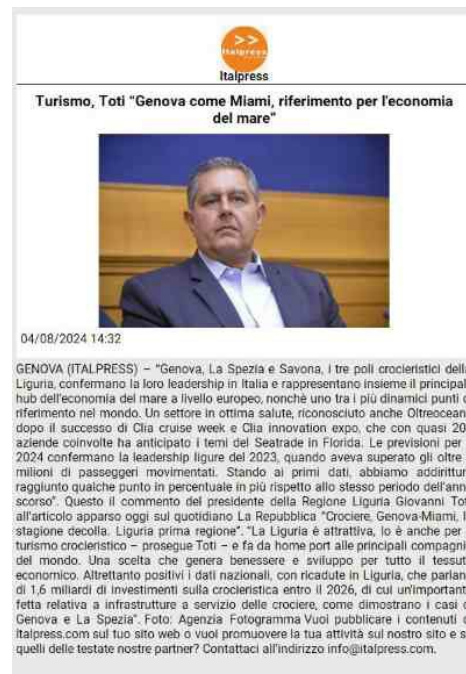 >>
Italpress
Italpress
Turismo, Toti “Genova come Miami, riferimento per l'economia
del mare”
04/08/2024 14:32
GENOVA (ITALPRESS) – “Genova, La Spezia e Savona, i tre poli crocieristici della
Liguria, confermano la loro leadership in Italia e rappresentano insieme il principal
hub dell'economia del mare a livello europeo, nonchè uno tra i più dinamici punti d
riferimento nel mondo. Un settore in ottima salute, riconosciuto anche Oltreocean
dopo il successo di Clia cruise week e Clia innovation expo, che con quasi 20
aziende coinvolte ha anticipato i temi del Seatrade in Florida. Le previsioni per
2024 confermano la leadership ligure del 2023, quando aveva superato gli oltre
milioni di passeggeri movimentati. Stando ai primi dati, abbiamo addirittur
raggiunto qualche punto in percentuale in più rispetto allo stesso periodo dell'ann
scorso”. Questo il commento del presidente della Regione Liguria Giovanni Tot
all'articolo apparso oggi sul quotidiano La Repubblica “Crociere, Genova-Miami, l
stagione decolla. Liguria prima regione”. “La Liguria è attrattiva, lo è anche per
turismo crocieristico – prosegue Toti – e fa da home port alle principali compagni
del mondo. Una scelta che genera benessere e sviluppo per tutto il tessut
economico. Altrettanto positivi i dati nazionali, con ricadute in Liguria, che parlan
di 1,6 miliardi di investimenti sulla crocieristica entro il 2026, di cui un'important
fetta relativa a infrastrutture a servizio delle crociere, come dimostrano i casi d
Genova e La Spezia”. Foto: Agenzia Fotogramma Vuoi pubblicare i contenuti d
Italpress.com sul tuo sito web o vuoi promuovere la tua attività sul nostro sito e s
quelli delle testate nostre partner? Contattaci all'indirizzo info@italpress.com.